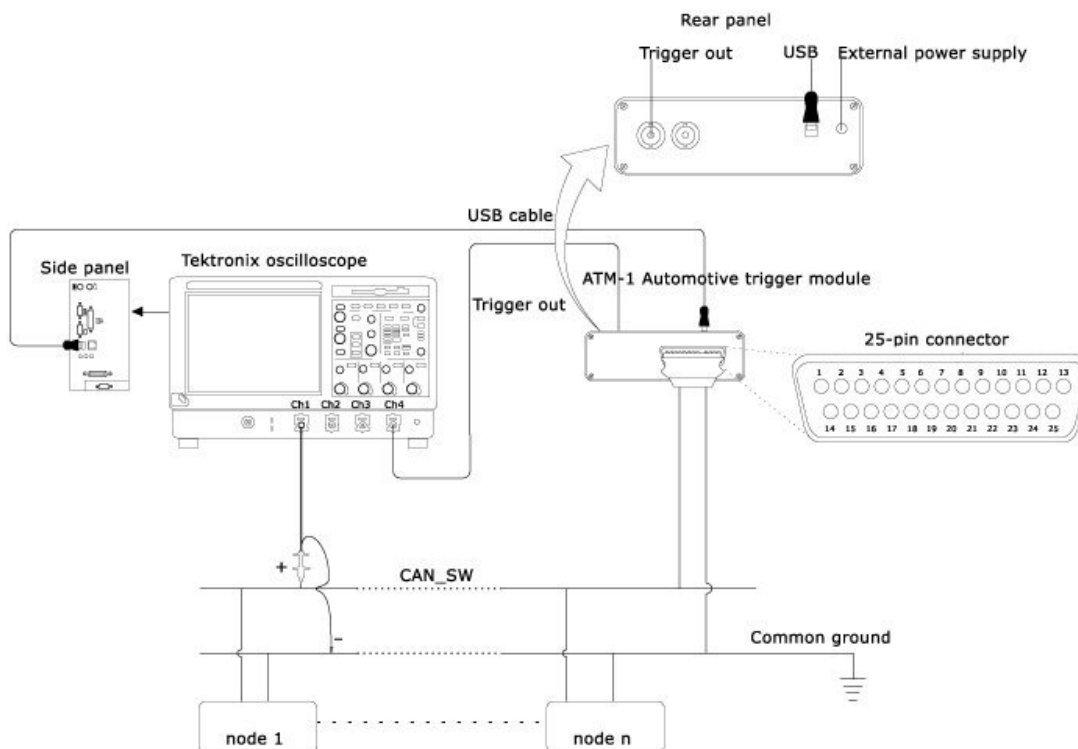 Rear panel
Trigger out
USB
External power supply
USB cable
Side panel
Tektronix oscilloscope
ATM-1 Automotive trigger module
Trigger out
25-pin connector
1 2 3 4 5 6 7 8 9 10 11 12 13
14 15 16 17 18 19 20 21 22 23 24 25
Ch1 Ch2 Ch3 Ch4
+
CAN_SW
-
Common ground
node 1
node n